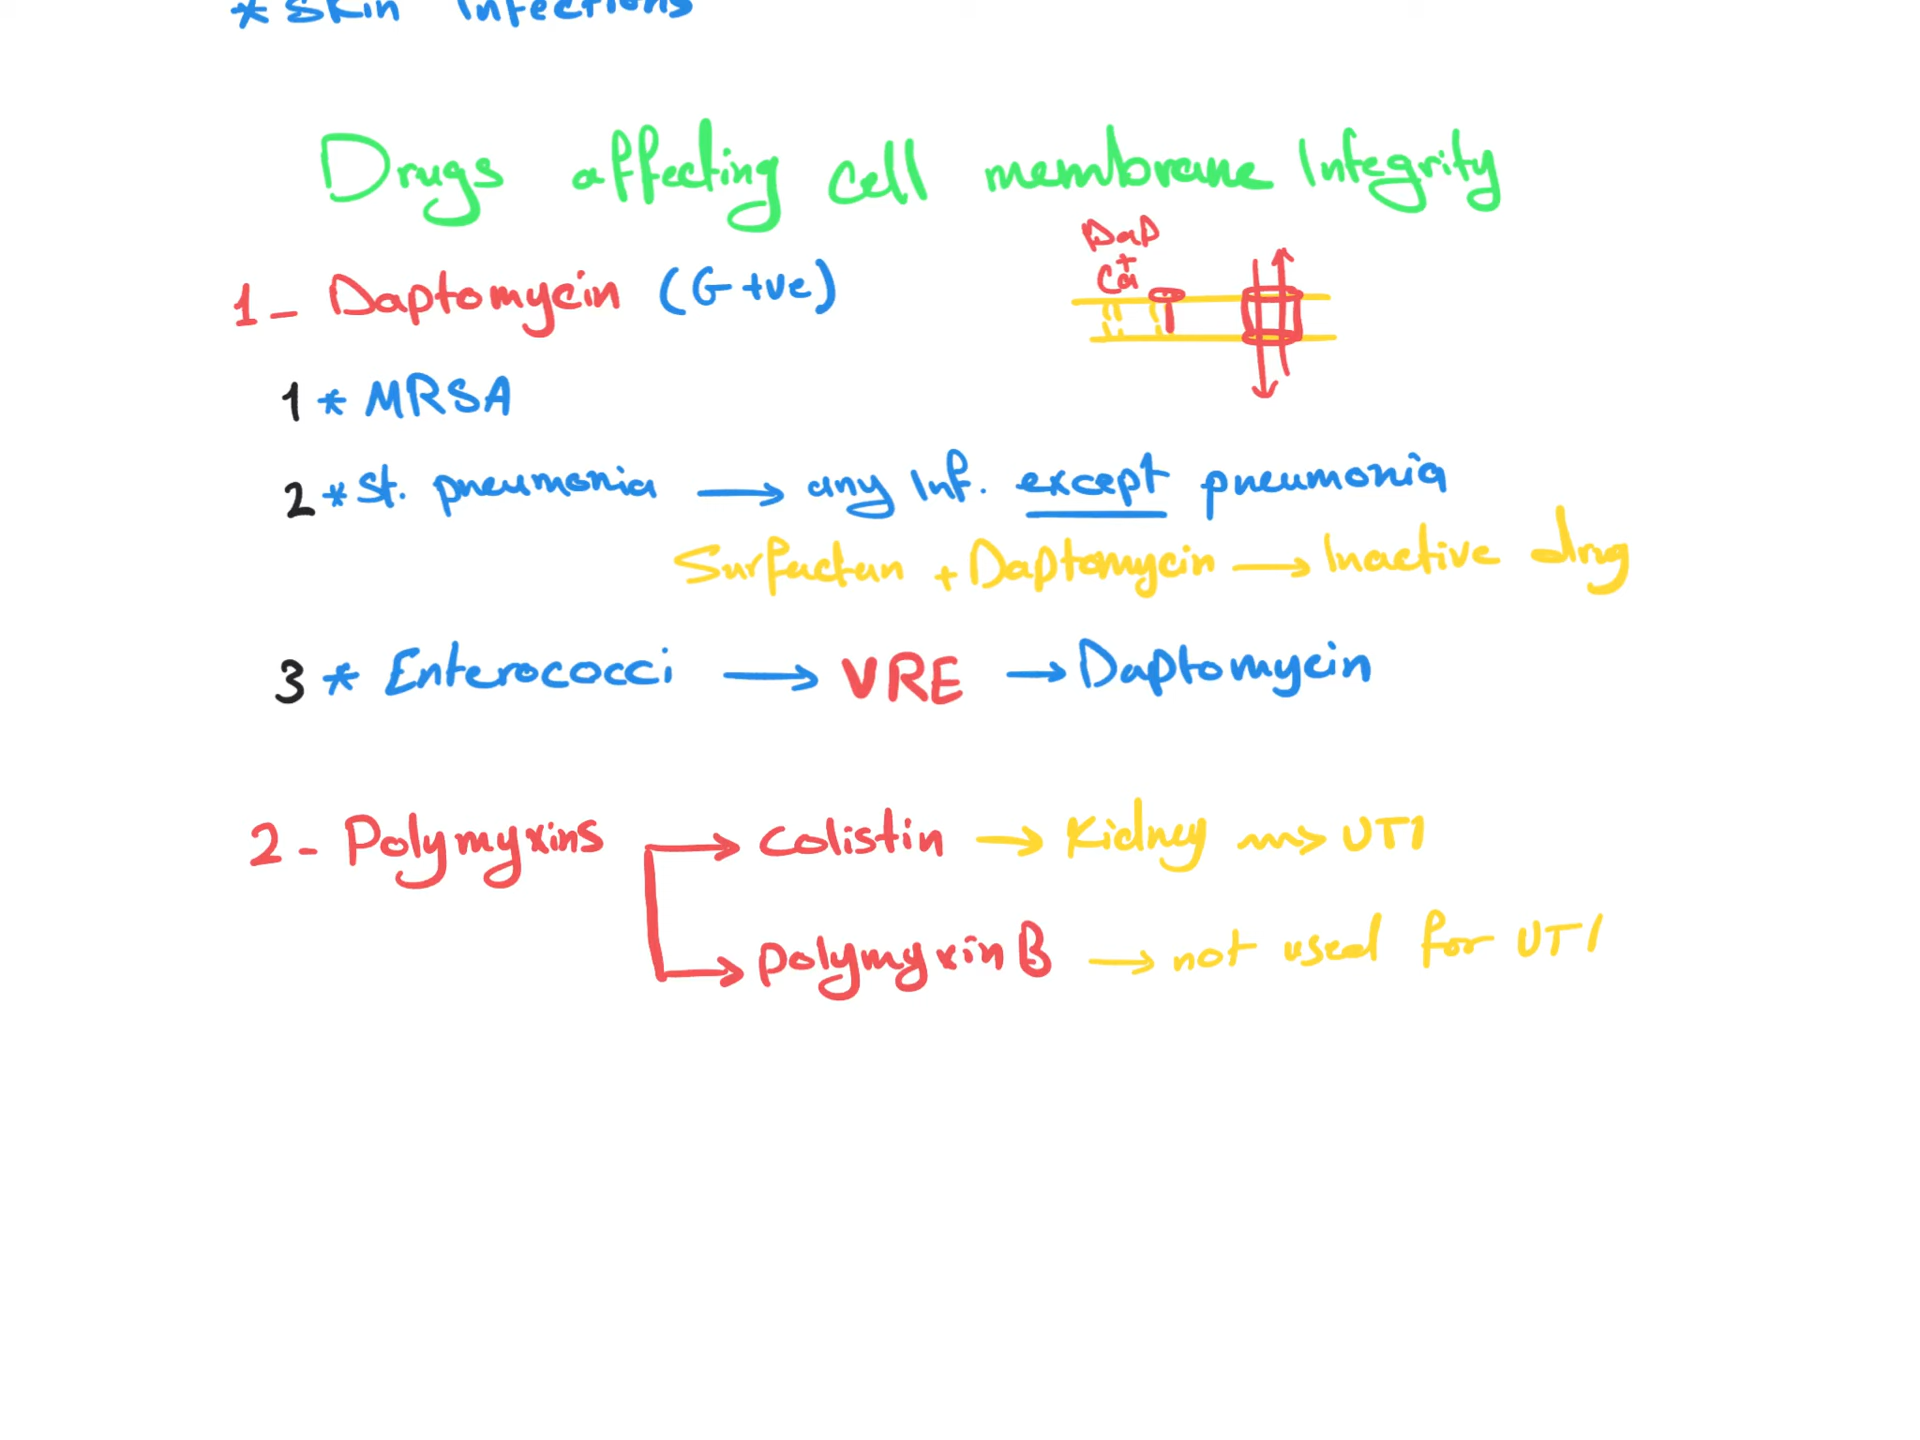 * Skin Infections
Drugs affecting cell membrane Integrity
Dap
+
Ca
1- Daptomycin (G+ve)
1 * MRSA
2 * St. pneumonia → any Inf. except pneumonia
Surfactan + Daptomycin → Inactive drug
3 * Enterococci → VRE → Daptomycin
2- Polymyxins → Colistin → Kidney → UTI
→ polymyxin B → not used for UTI